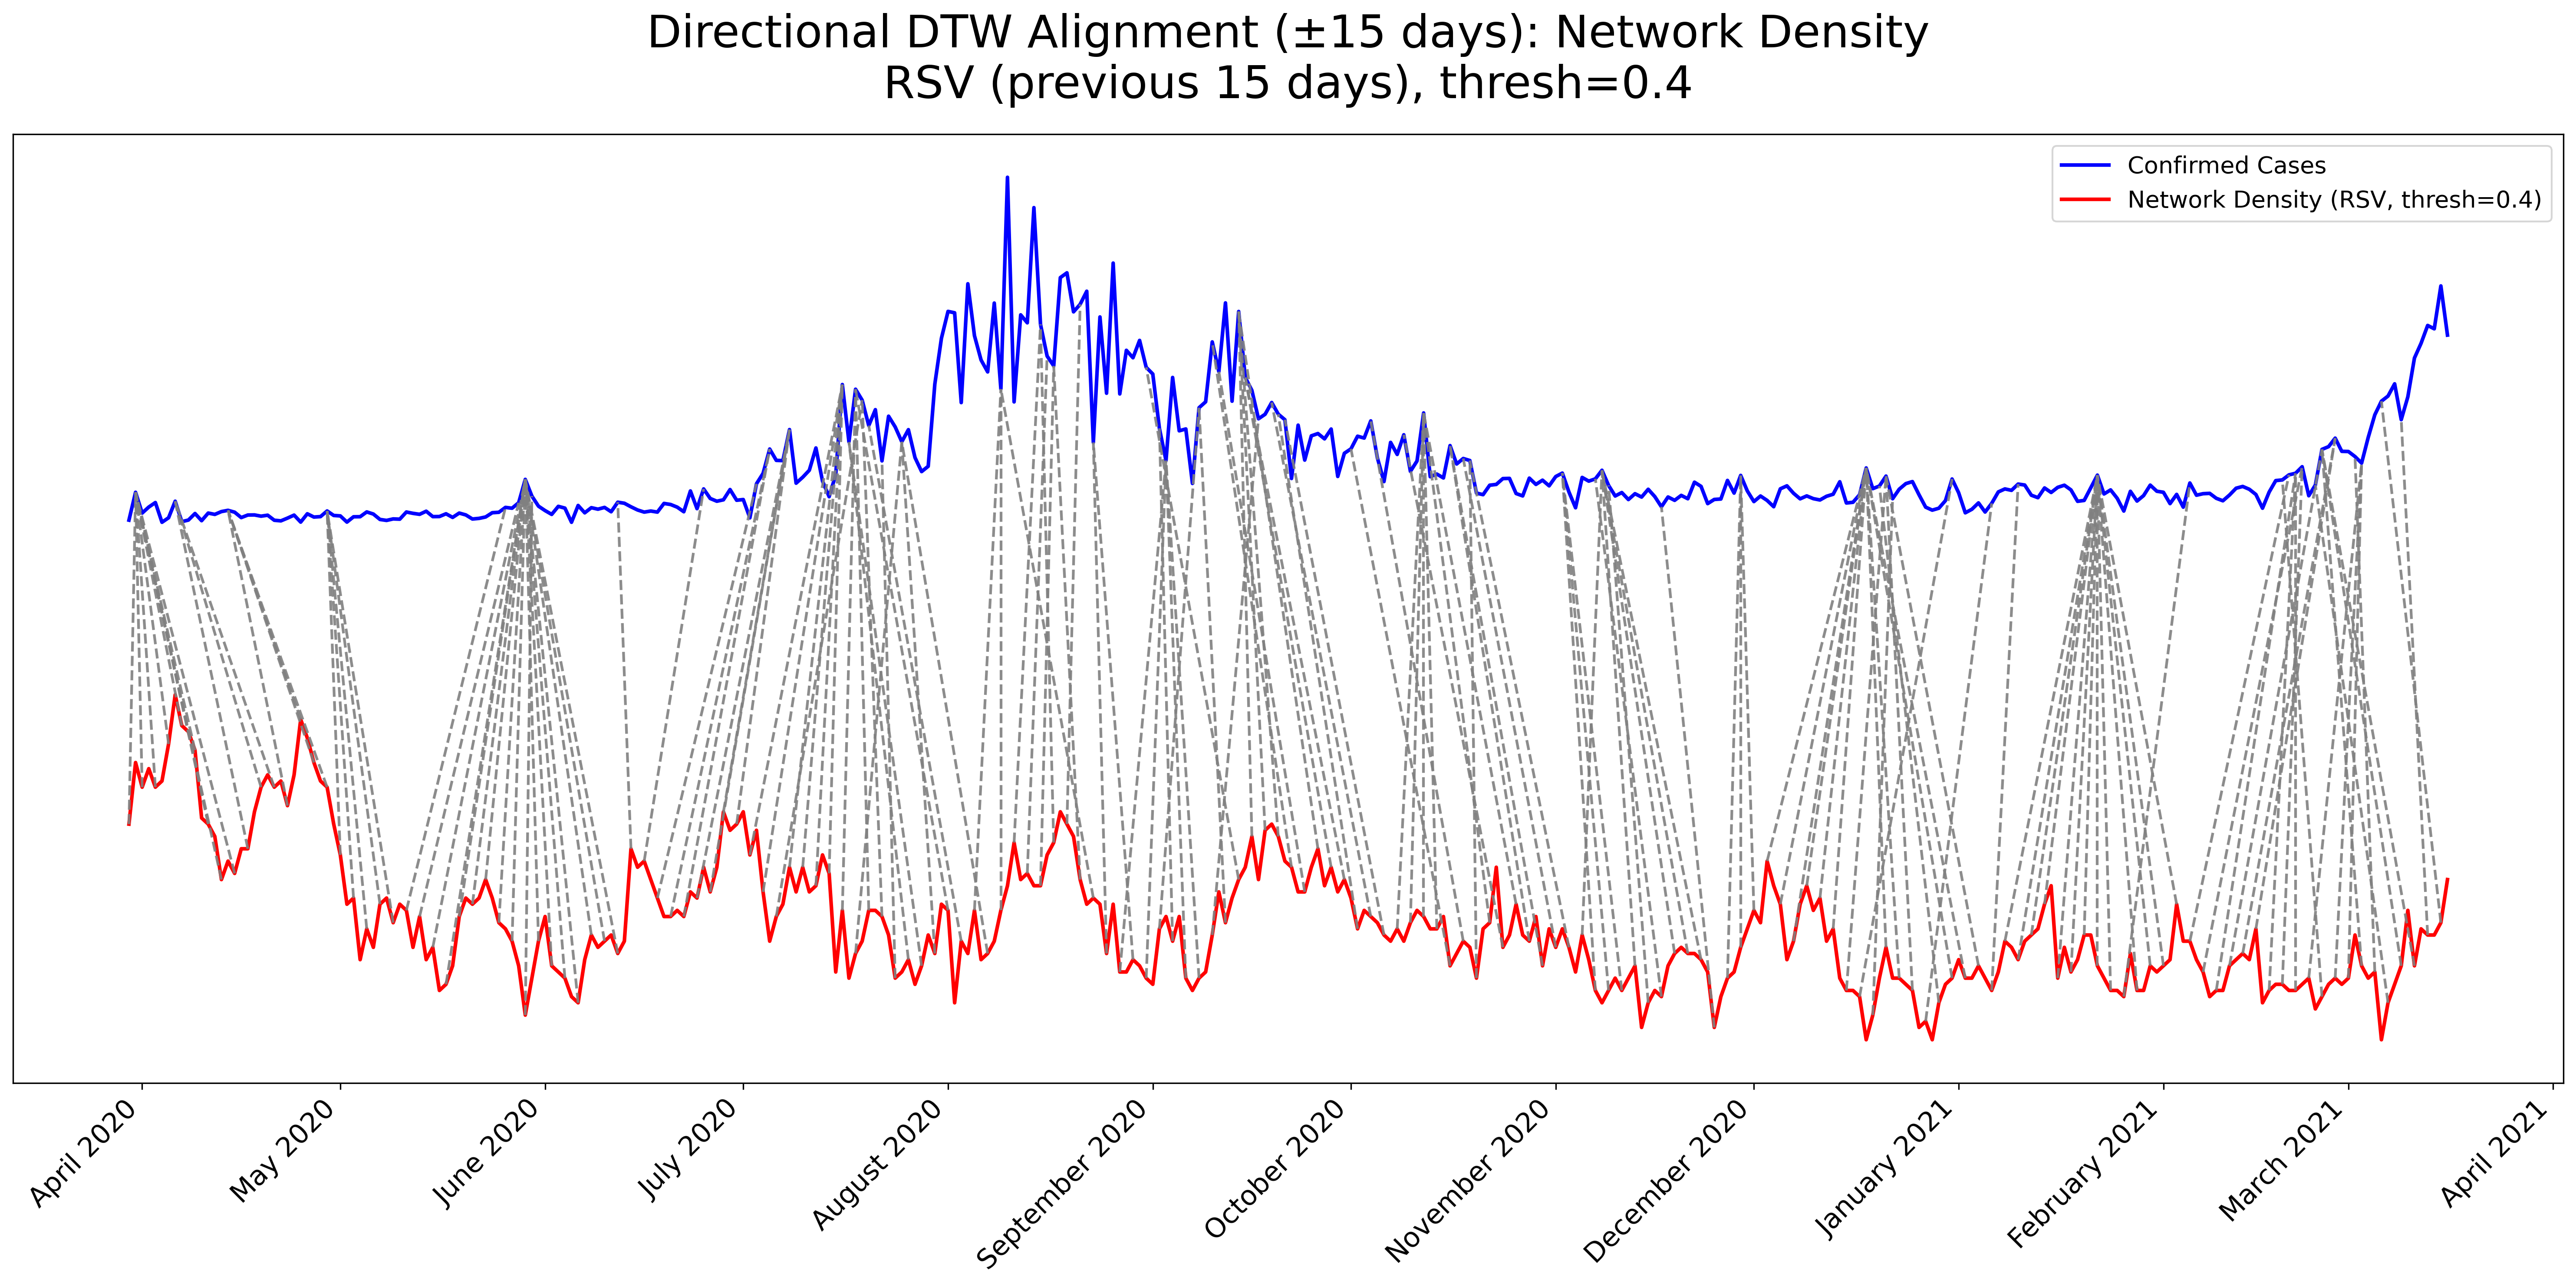 Directional DTW Alignment (±15 days): Network Density
RSV (previous 15 days), thresh=0.4
Confirmed Cases
Network Density (RSV, thresh=0.4)
April 2020
May 2020
June 2020
July 2020
August 2020
September 2020
October 2020
November 2020
December 2020
January 2021
February 2021
March 2021
April 2021